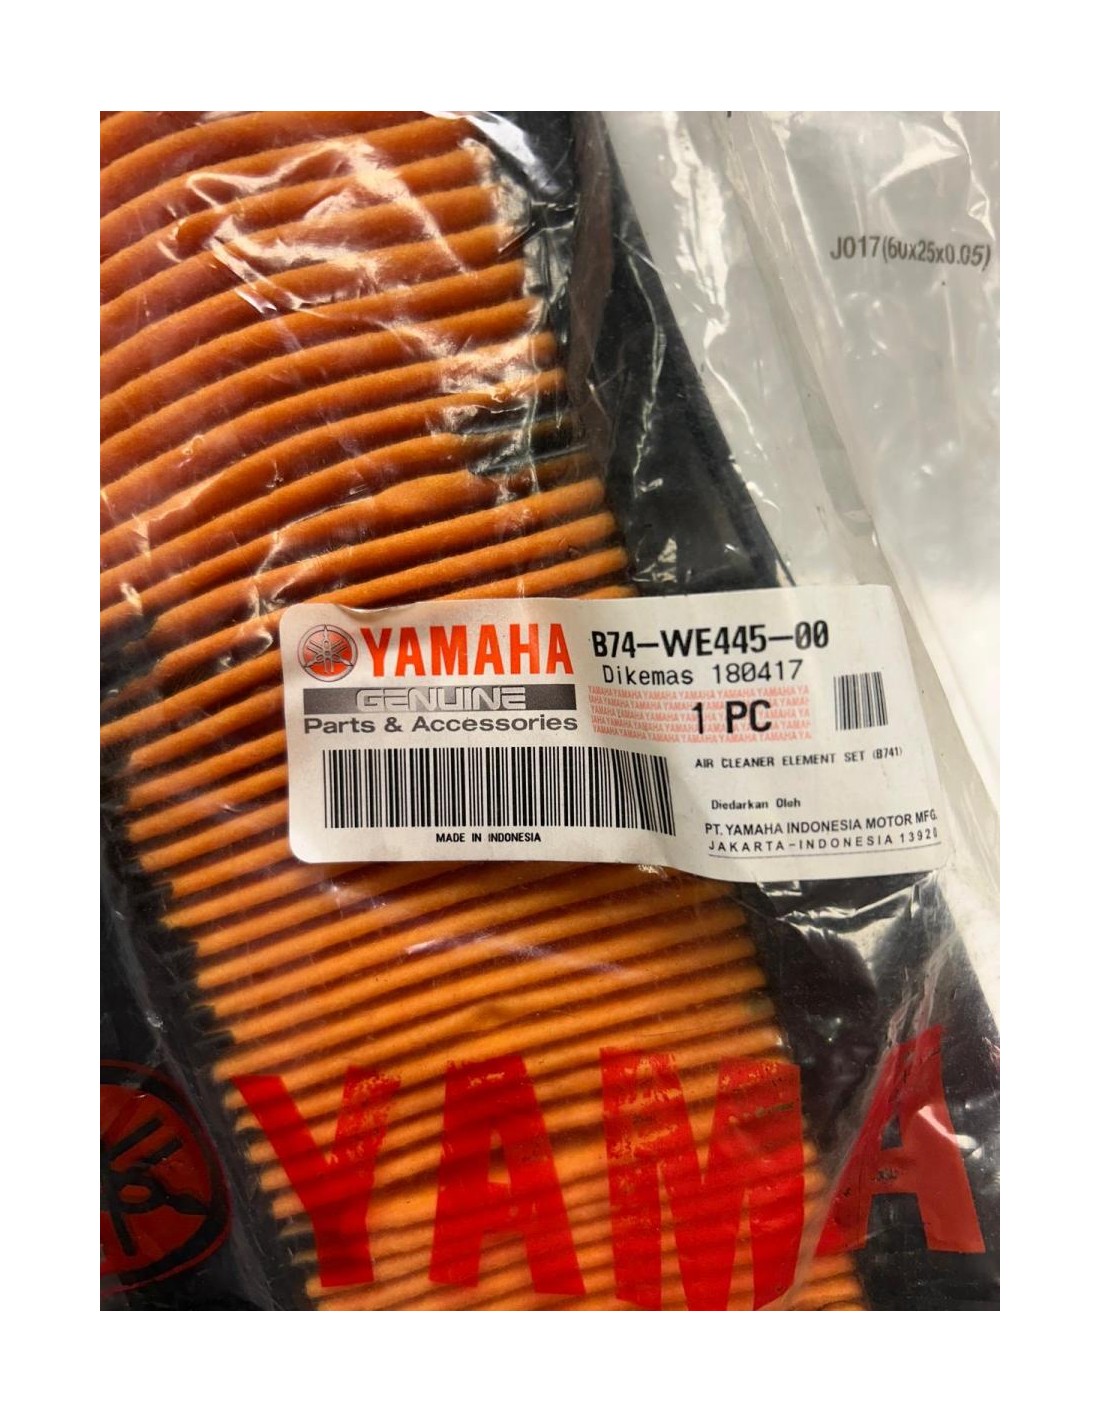 J017(60x25x0.05)
YAMAHA
B74-WE445-00
Dikemas 180417
GENUINE
Parts & Accessories
1 PC
AIR CLEANER ELEMENT SET (B741)
Diedarkan Oleh
PT. YAMAHA INDONESIA MOTOR MFG.
JAKARTA-INDONESIA 13920
MADE IN INDONESIA
YAMA